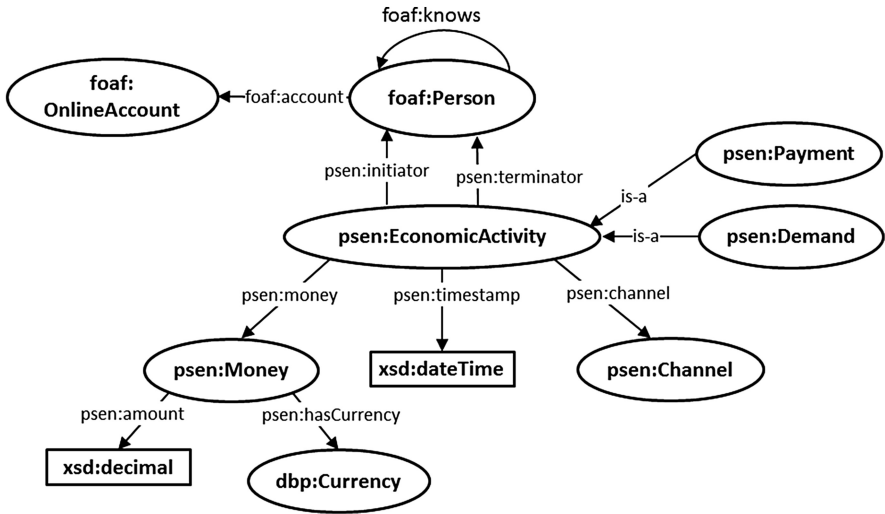 foaf:knows
foaf:
OnlineAccount
foaf:account
foaf:Person
psen:initiator
psen:terminator
psen:Payment
is-a
psen:EconomicActivity
is-a
psen:Demand
psen:money
psen:timestamp
psen:channel
psen:Money
xsd:dateTime
psen:Channel
psen:amount
psen:hasCurrency
xsd:decimal
dbp:Currency